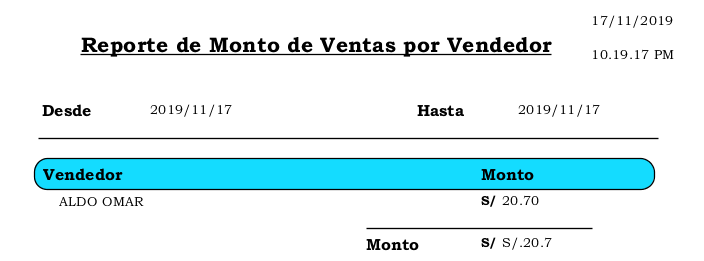 17/11/2019
Reporte de Monto de Ventas por Vendedor
10.19.17 PM
Desde 2019/11/17 Hasta 2019/11/17
Vendedor Monto
ALDO OMAR S/ 20.70
Monto S/ S/.20.7